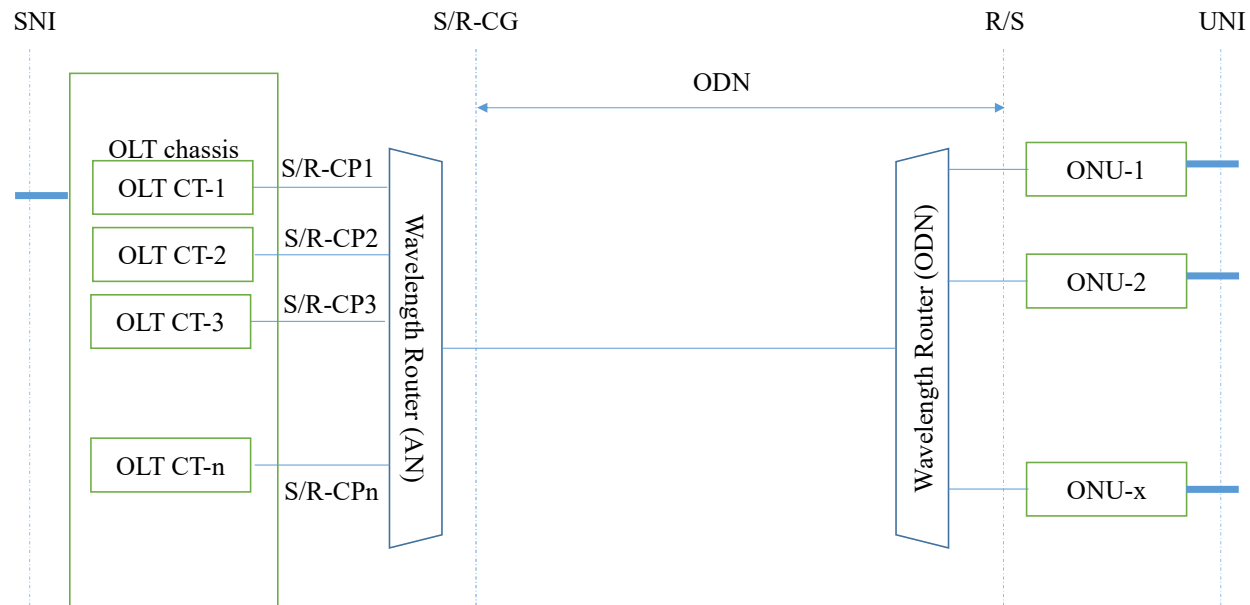 SNI
S/R-CG
R/S
UNI
ODN
OLT chassis
OLT CT-1
S/R-CP1
OLT CT-2
S/R-CP2
OLT CT-3
S/R-CP3
OLT CT-n
S/R-CPn
Wavelength Router (AN)
Wavelength Router (ODN)
ONU-1
ONU-2
ONU-x